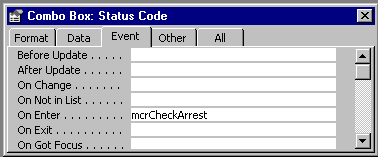 Combo Box: Status Code
Format Data Event Other All
Before Update . . . . .
After Update . . . . . .
On Change . . . . . . . .
On Not in List . . . . . .
On Enter . . . . . . . . . mcrCheckArrest
On Exit . . . . . . . . . .
On Got Focus . . . . . .